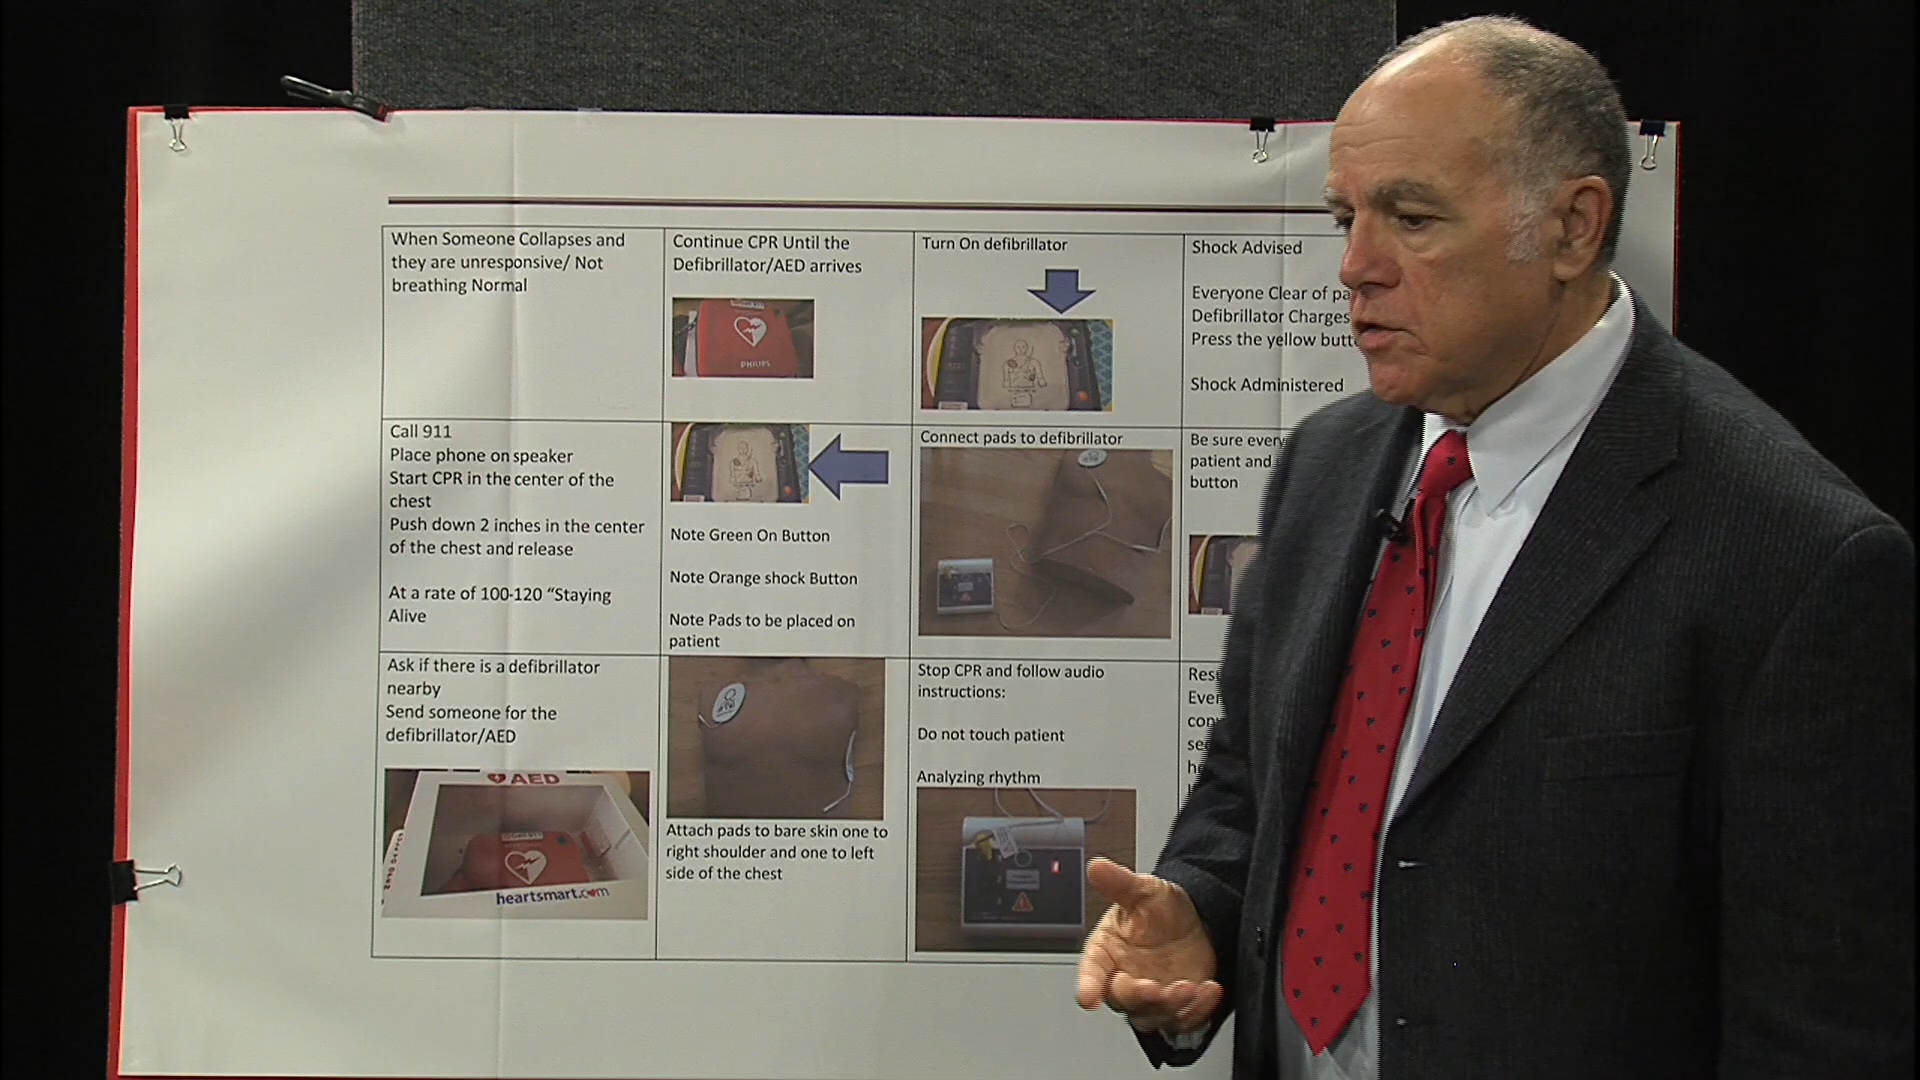 When Someone Collapses and
they are unresponsive/ Not
breathing Normal
Continue CPR Until the
Defibrillator/AED arrives
PHILIPS
Turn On defibrillator
Shock Advised
Everyone Clear of
Defibrillator Charges
Press the yellow
Shock Administered
Call 911
Place phone on speaker
Start CPR in the center of the
chest
Push down 2 inches in the center
of the chest and release
At a rate of 100-120 “Staying
Alive
Note Green On Button
Note Orange shock Button
Note Pads to be placed on
patient
Connect pads to defibrillator
Be sure
patient and
button
Ask if there is a defibrillator
nearby
Send someone for the
defibrillator/AED
AED
heartsmart.com
Attach pads to bare skin one to
right shoulder and one to left
side of the chest
Stop CPR and follow audio
instructions:
Do not touch patient
Analyzing rhythm